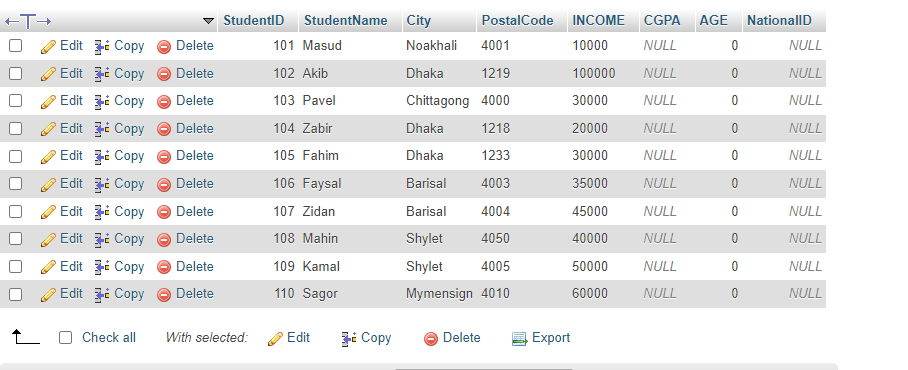 StudentID StudentName City PostalCode INCOME CGPA AGE NationalID
Edit Copy Delete 101 Masud Noakhali 4001 10000 NULL 0 NULL
Edit Copy Delete 102 Akib Dhaka 1219 100000 NULL 0 NULL
Edit Copy Delete 103 Pavel Chittagong 4000 30000 NULL 0 NULL
Edit Copy Delete 104 Zabir Dhaka 1218 20000 NULL 0 NULL
Edit Copy Delete 105 Fahim Dhaka 1233 30000 NULL 0 NULL
Edit Copy Delete 106 Faysal Barisal 4003 35000 NULL 0 NULL
Edit Copy Delete 107 Zidan Barisal 4004 45000 NULL 0 NULL
Edit Copy Delete 108 Mahin Shylet 4050 40000 NULL 0 NULL
Edit Copy Delete 109 Kamal Shylet 4005 50000 NULL 0 NULL
Edit Copy Delete 110 Sagor Mymensign 4010 60000 NULL 0 NULL
Check all With selected: Edit Copy Delete Export